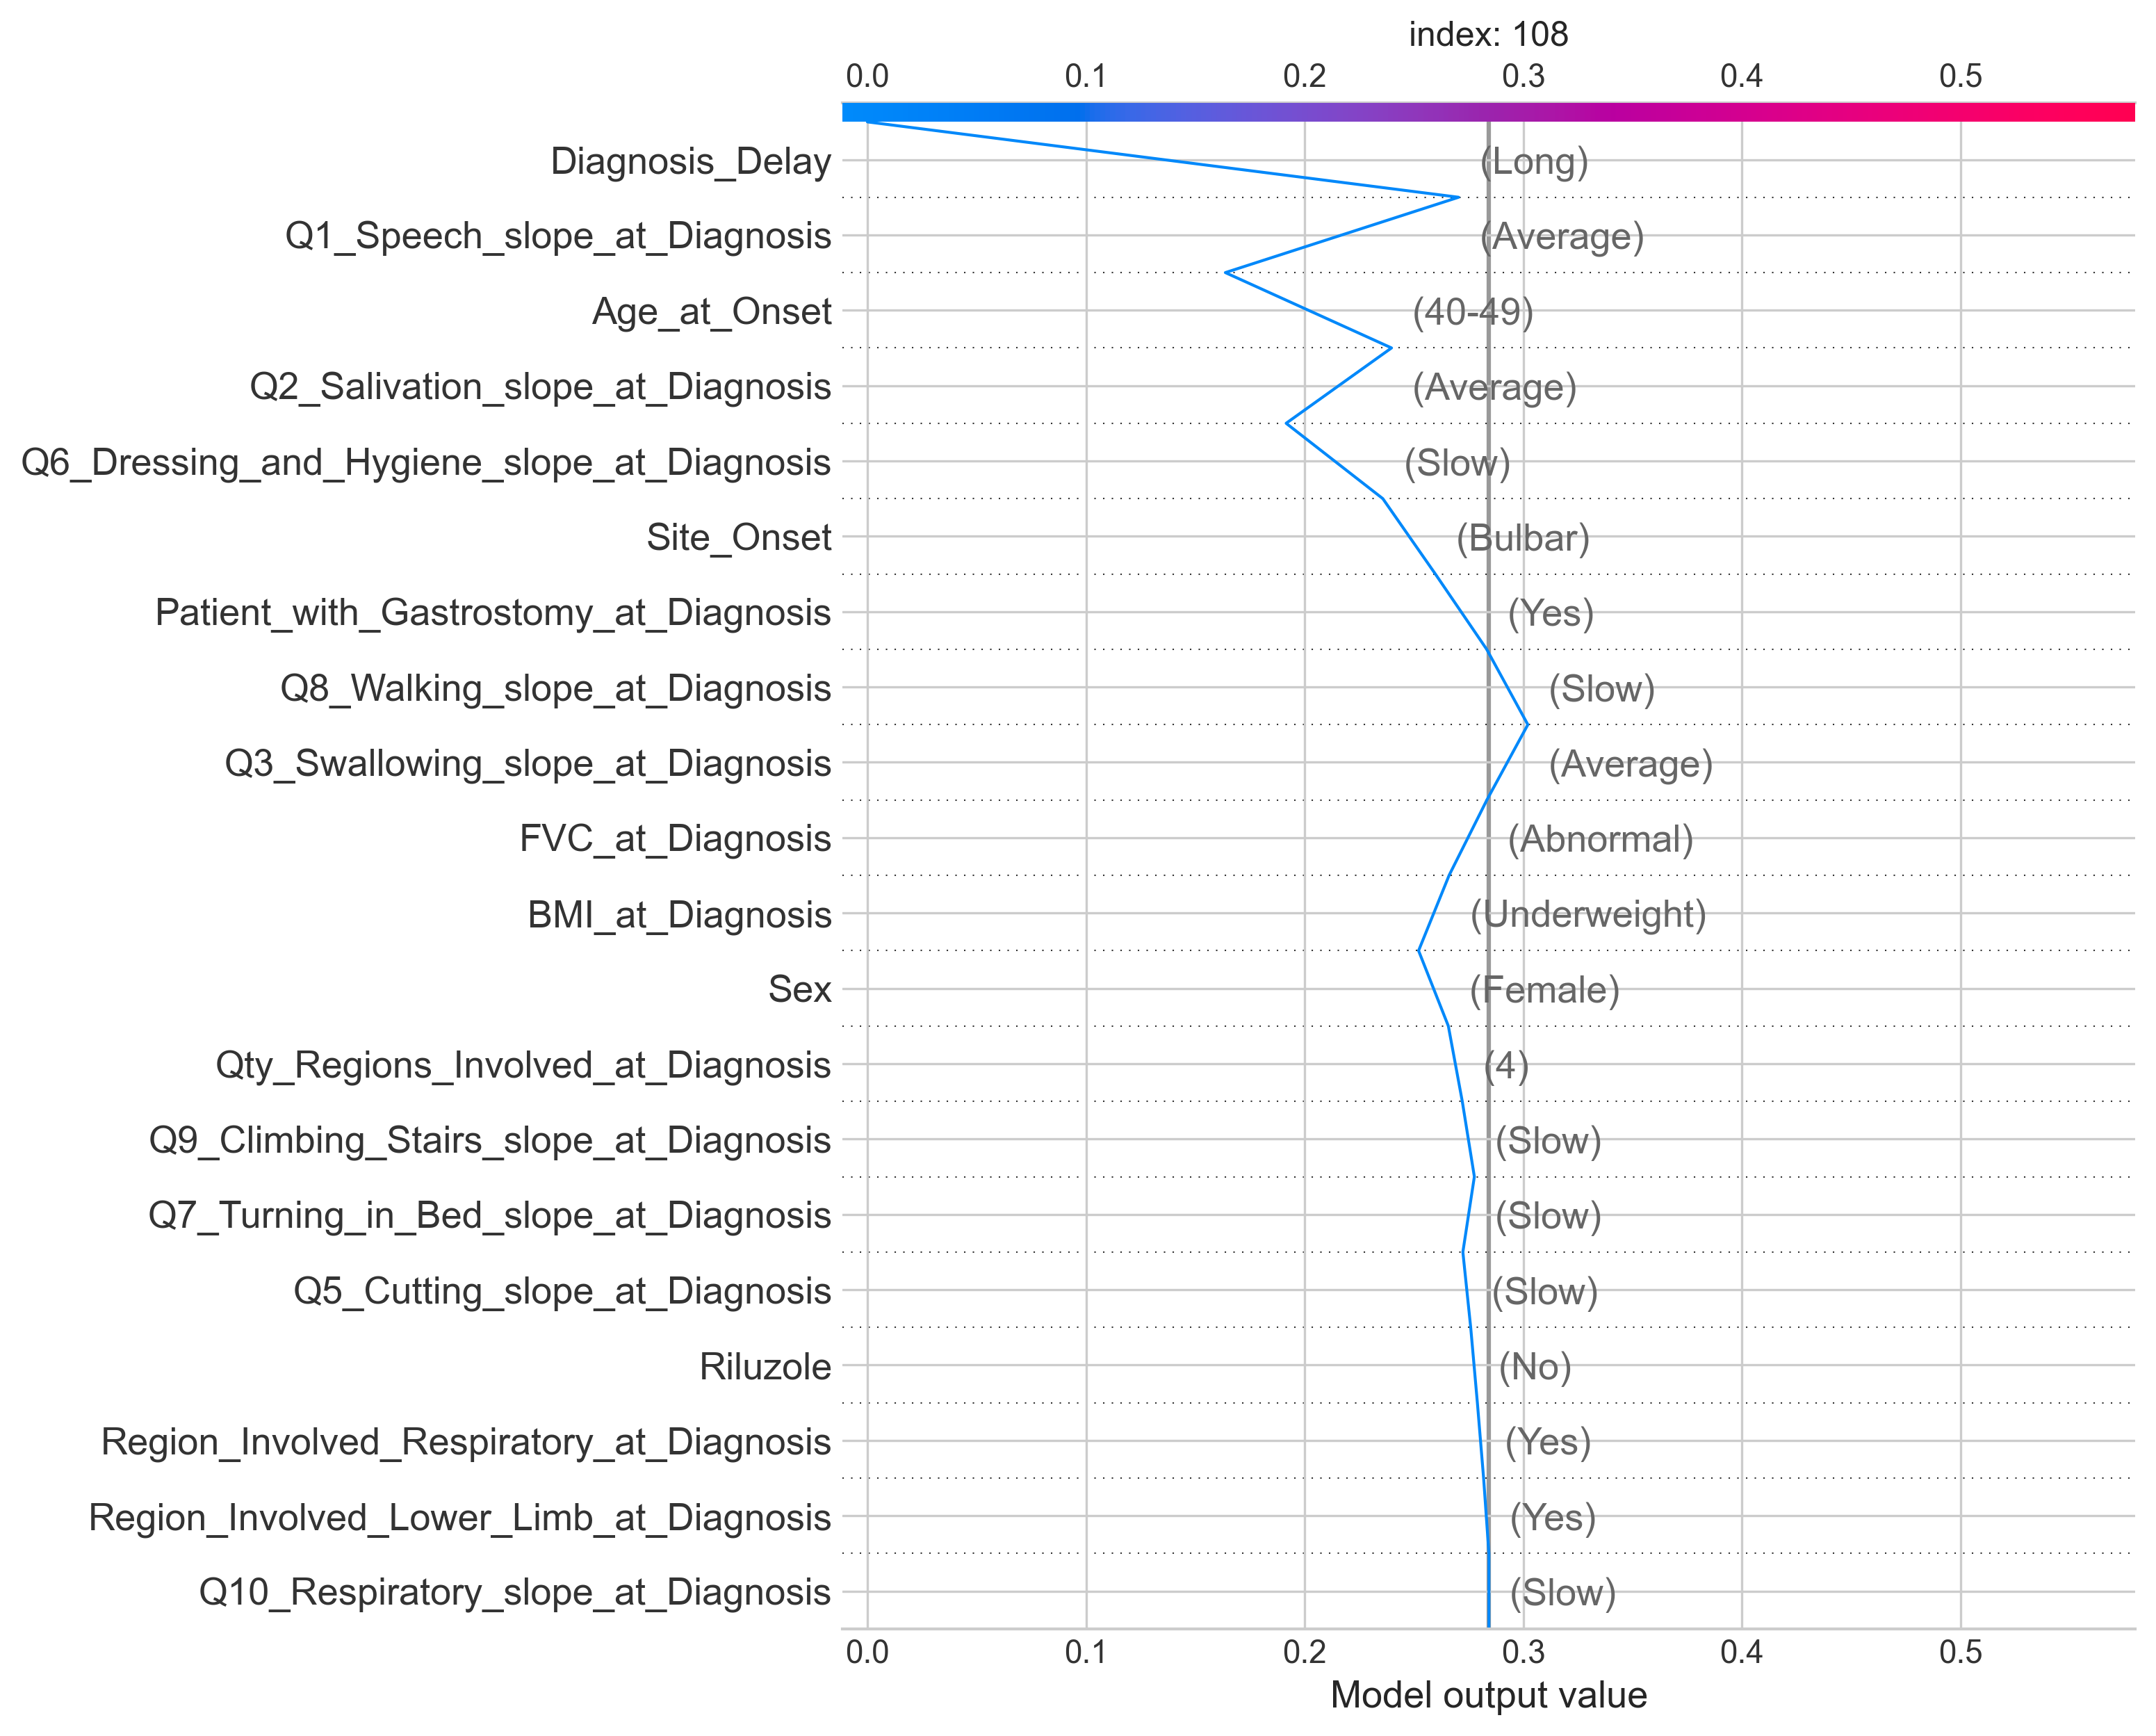 index: 108
0.0 0.1 0.2 0.3 0.4 0.5
Diagnosis_Delay (Long)
Q1_Speech_slope_at_Diagnosis (Average)
Age_at_Onset (40-49)
Q2_Salivation_slope_at_Diagnosis (Average)
Q6_Dressing_and_Hygiene_slope_at_Diagnosis (Slow)
Site_Onset (Bulbar)
Patient_with_Gastrostomy_at_Diagnosis (Yes)
Q8_Walking_slope_at_Diagnosis (Slow)
Q3_Swallowing_slope_at_Diagnosis (Average)
FVC_at_Diagnosis (Abnormal)
BMI_at_Diagnosis (Underweight)
Sex (Female)
Qty_Regions_Involved_at_Diagnosis (4)
Q9_Climbing_Stairs_slope_at_Diagnosis (Slow)
Q7_Turning_in_Bed_slope_at_Diagnosis (Slow)
Q5_Cutting_slope_at_Diagnosis (Slow)
Riluzole (No)
Region_Involved_Respiratory_at_Diagnosis (Yes)
Region_Involved_Lower_Limb_at_Diagnosis (Yes)
Q10_Respiratory_slope_at_Diagnosis (Slow)
0.0 0.1 0.2 0.3 0.4 0.5
Model output value